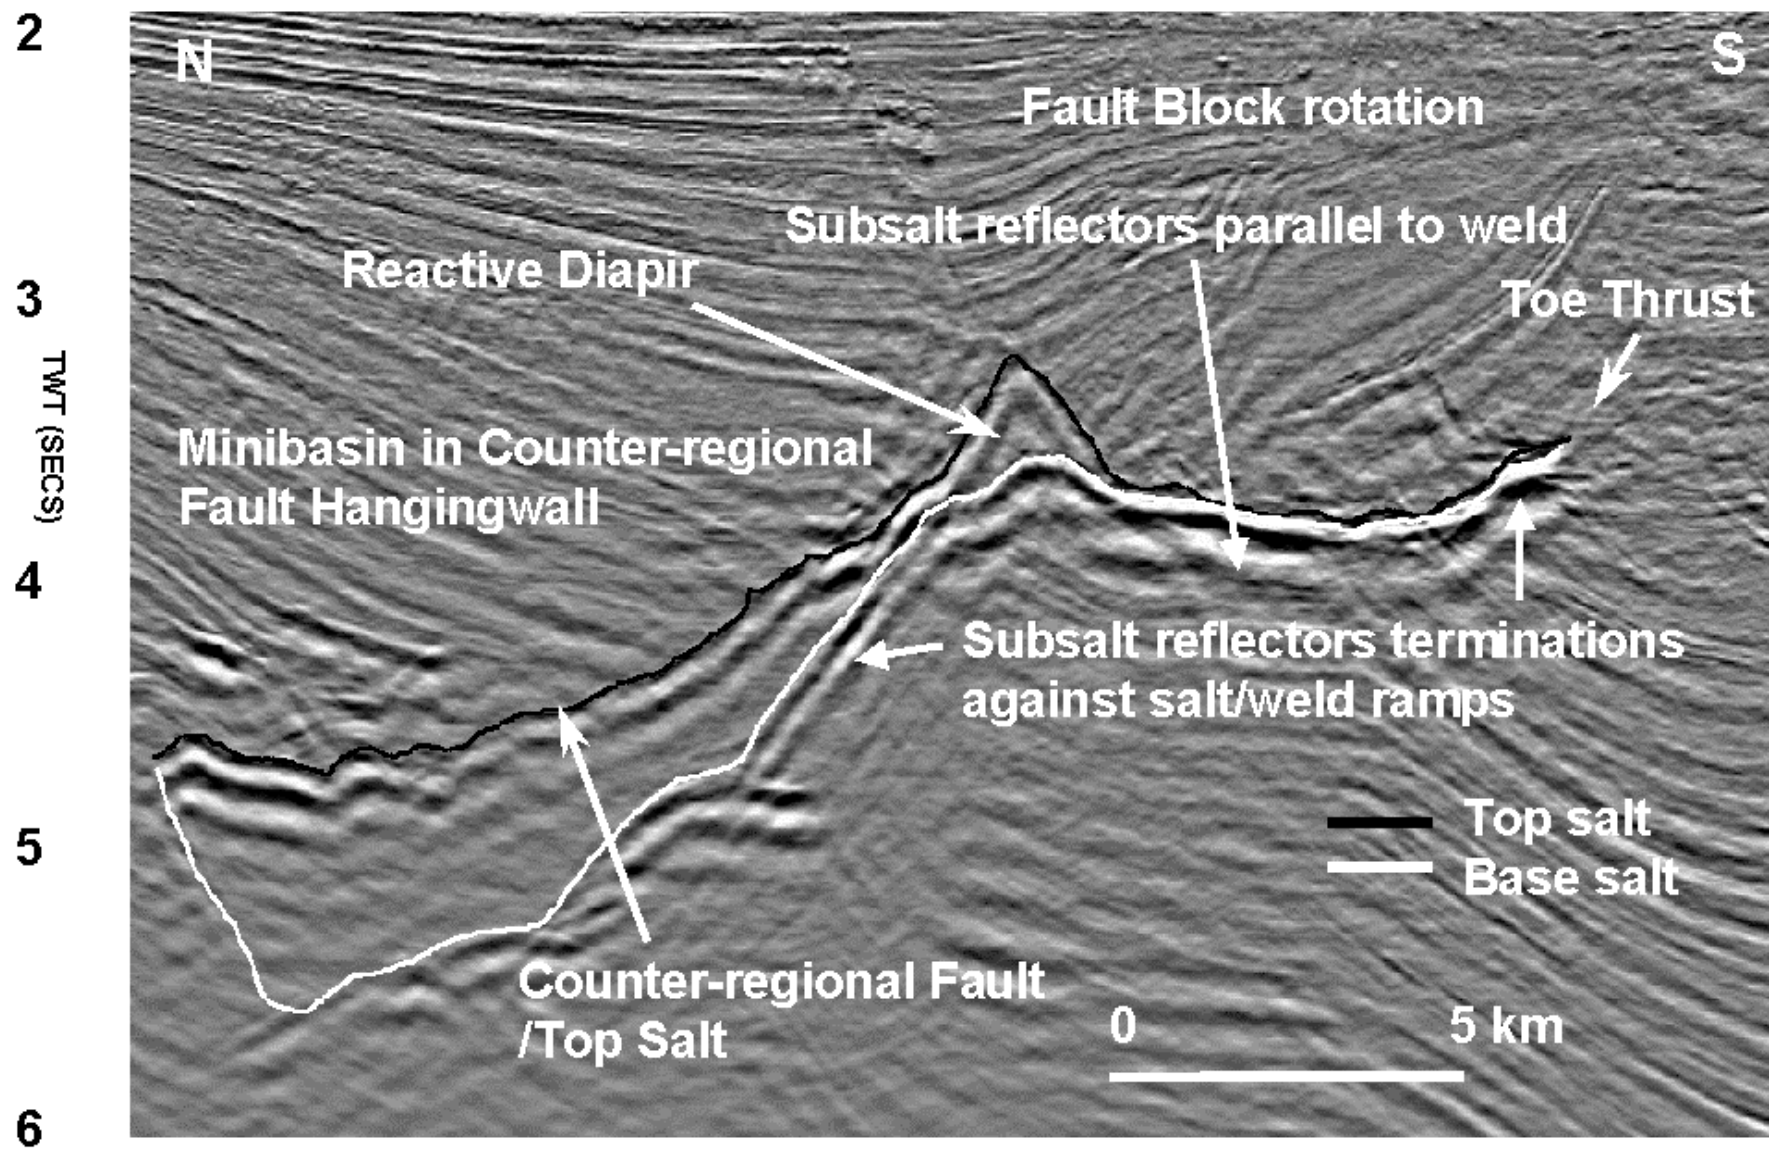 2
N
S
Fault Block rotation
Subsalt reflectors parallel to weld
Reactive Diapir
3
Toe Thrust
TWT (SECS)
Minibasin in Counter-regional
Fault Hangingwall
4
Subsalt reflectors terminations
against salt/weld ramps
5
Top salt
Base salt
Counter-regional Fault
/Top Salt
0
5 km
6